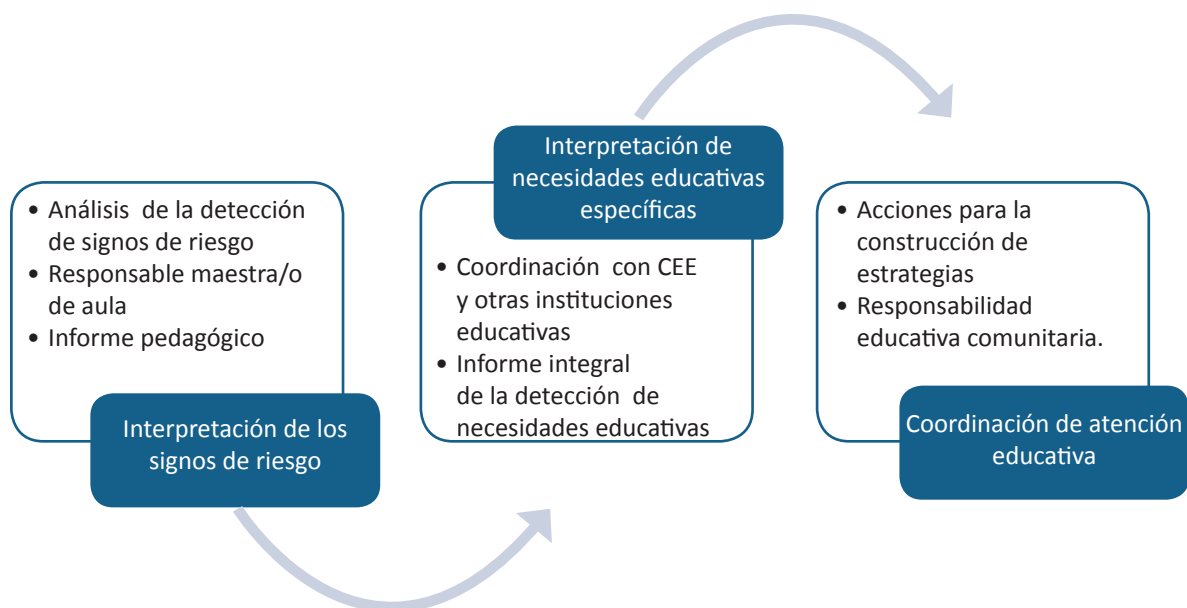 • Análisis de la detección
de signos de riesgo
• Responsable maestra/o
de aula
• Informe pedagógico
Interpretación de los
signos de riesgo
Interpretación de
necesidades educativas
específicas
• Coordinación con CEE
y otras instituciones
educativas
• Informe integral
de la detección de
necesidades educativas
• Acciones para la
construcción de
estrategias
• Responsabilidad
educativa comunitaria.
Coordinación de atención
educativa